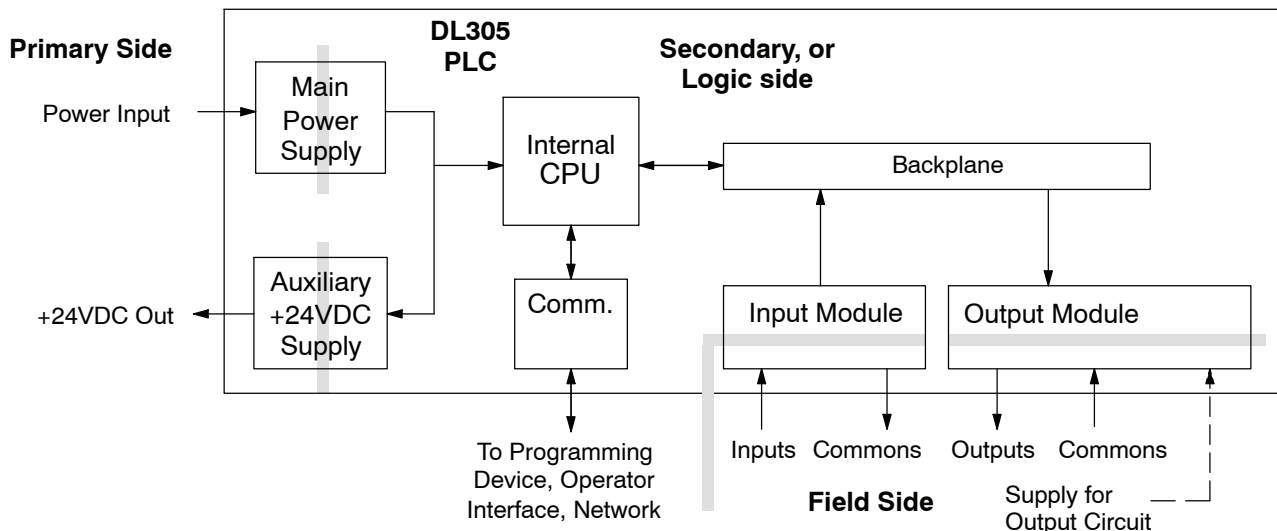 DL305
PLC
Primary Side
Secondary, or
Logic side
Power Input
Main
Power
Supply
Internal
CPU
Backplane
Auxiliary
+24VDC
Supply
+24VDC Out
Comm.
Input Module
Output Module
Inputs
Commons
Outputs
Commons
To Programming
Device, Operator
Interface, Network
Field Side
Supply for
Output Circuit